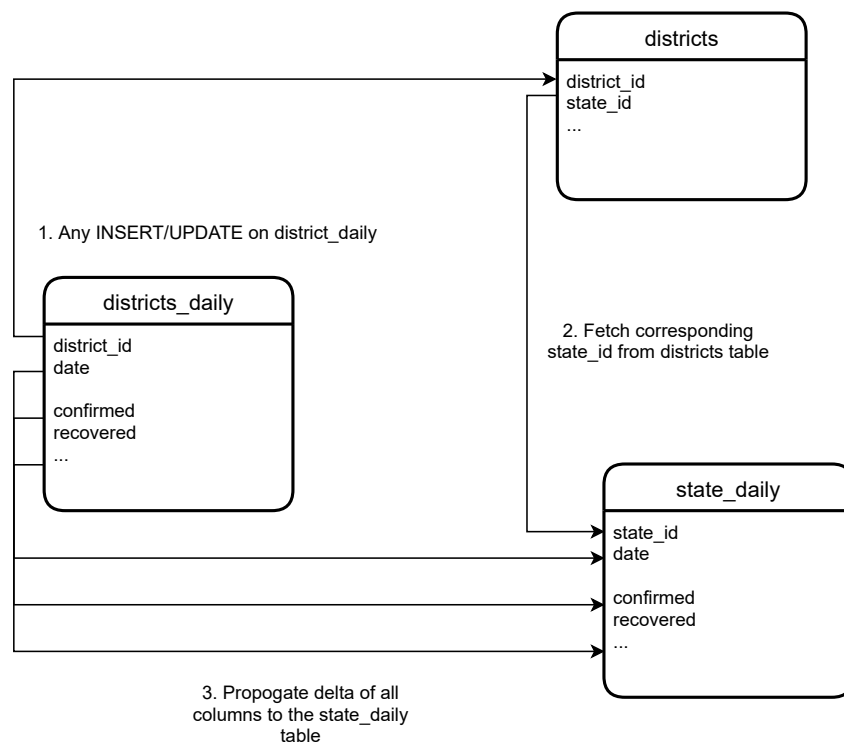 districts
district_id
state_id
...
1. Any INSERT/UPDATE on district_daily
districts_daily
district_id
date
confirmed
recovered
...
2. Fetch corresponding
state_id from districts table
state_daily
state_id
date
confirmed
recovered
...
3. Propogate delta of all
columns to the state_daily
table